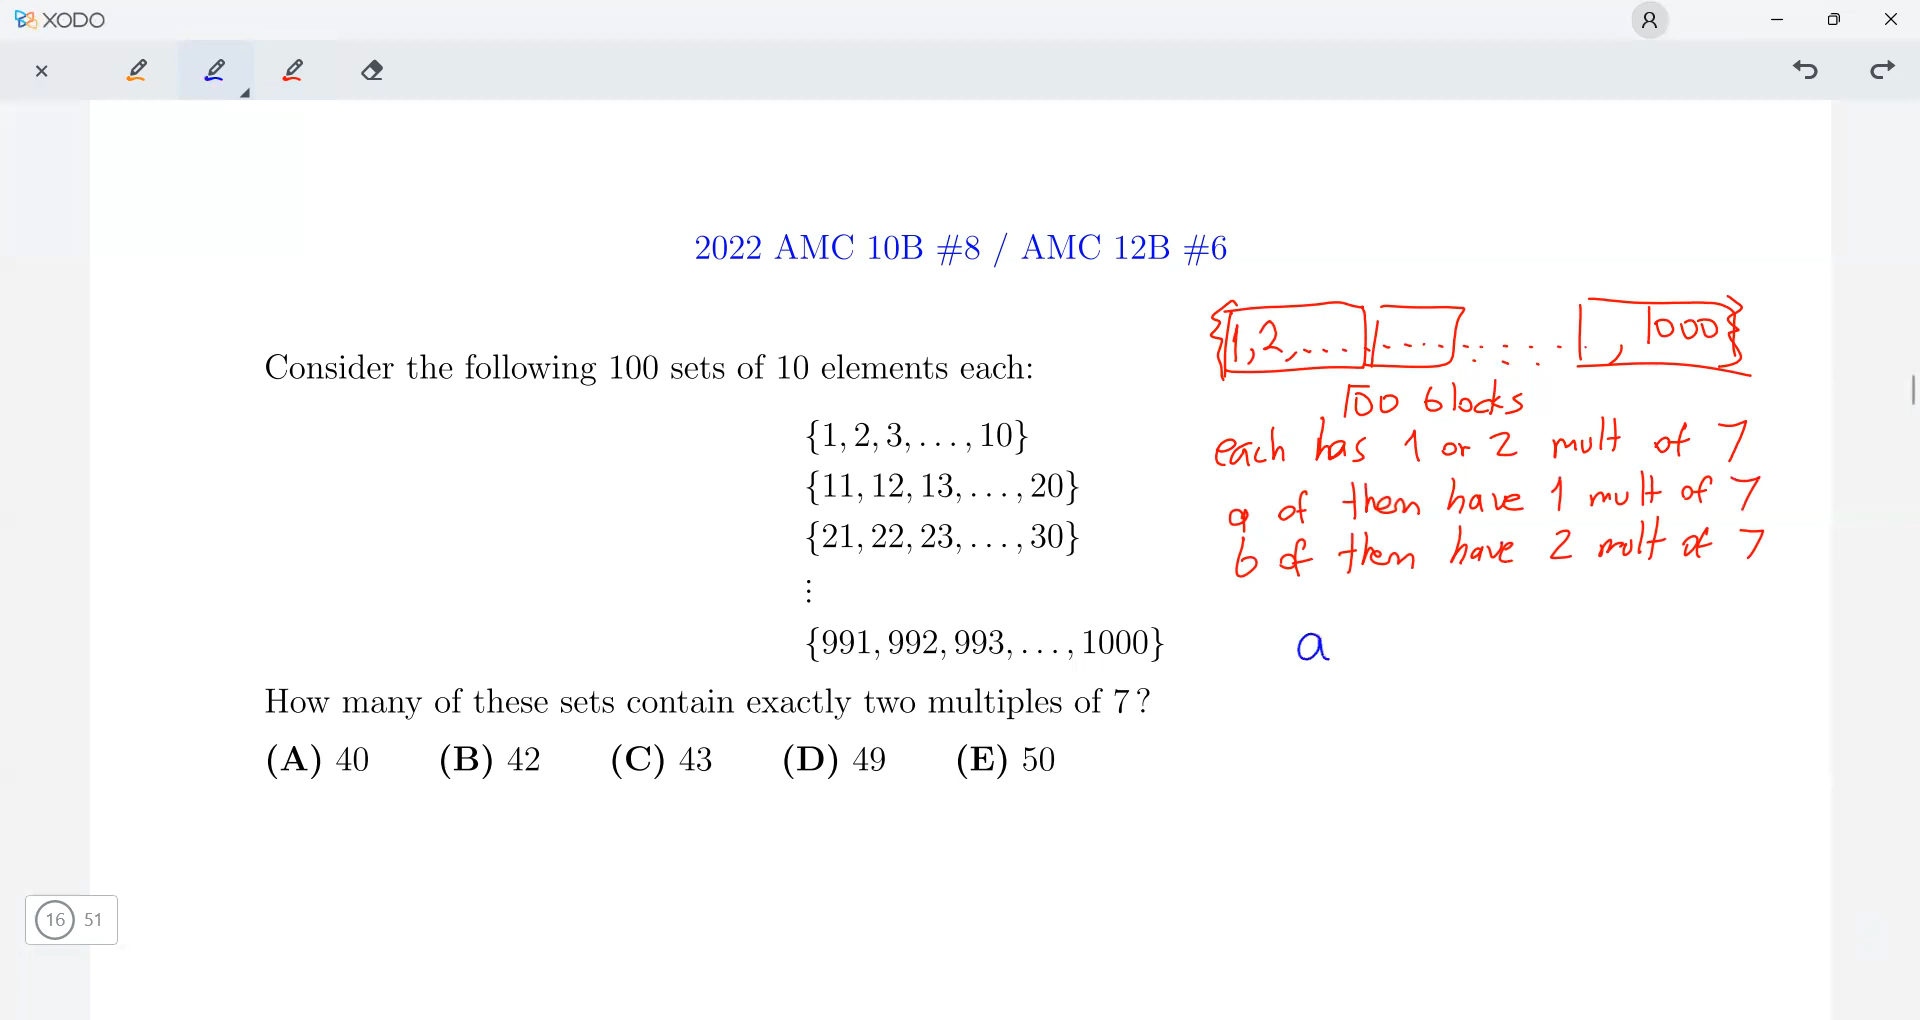 XODO
2022 AMC 10B #8 / AMC 12B #6
{1,2,....|....:.:.:.|., 1000}
Consider the following 100 sets of 10 elements each:
100 blocks
{1, 2, 3, . . . , 10}
each has 1 or 2 mult of 7
{11, 12, 13, . . . , 20}
a of them have 1 mult of 7
{21, 22, 23, . . . , 30}
b of them have 2 mult of 7
⋮
{991, 992, 993, . . . , 1000}
a
How many of these sets contain exactly two multiples of 7?
(A) 40 (B) 42 (C) 43 (D) 49 (E) 50
16 51